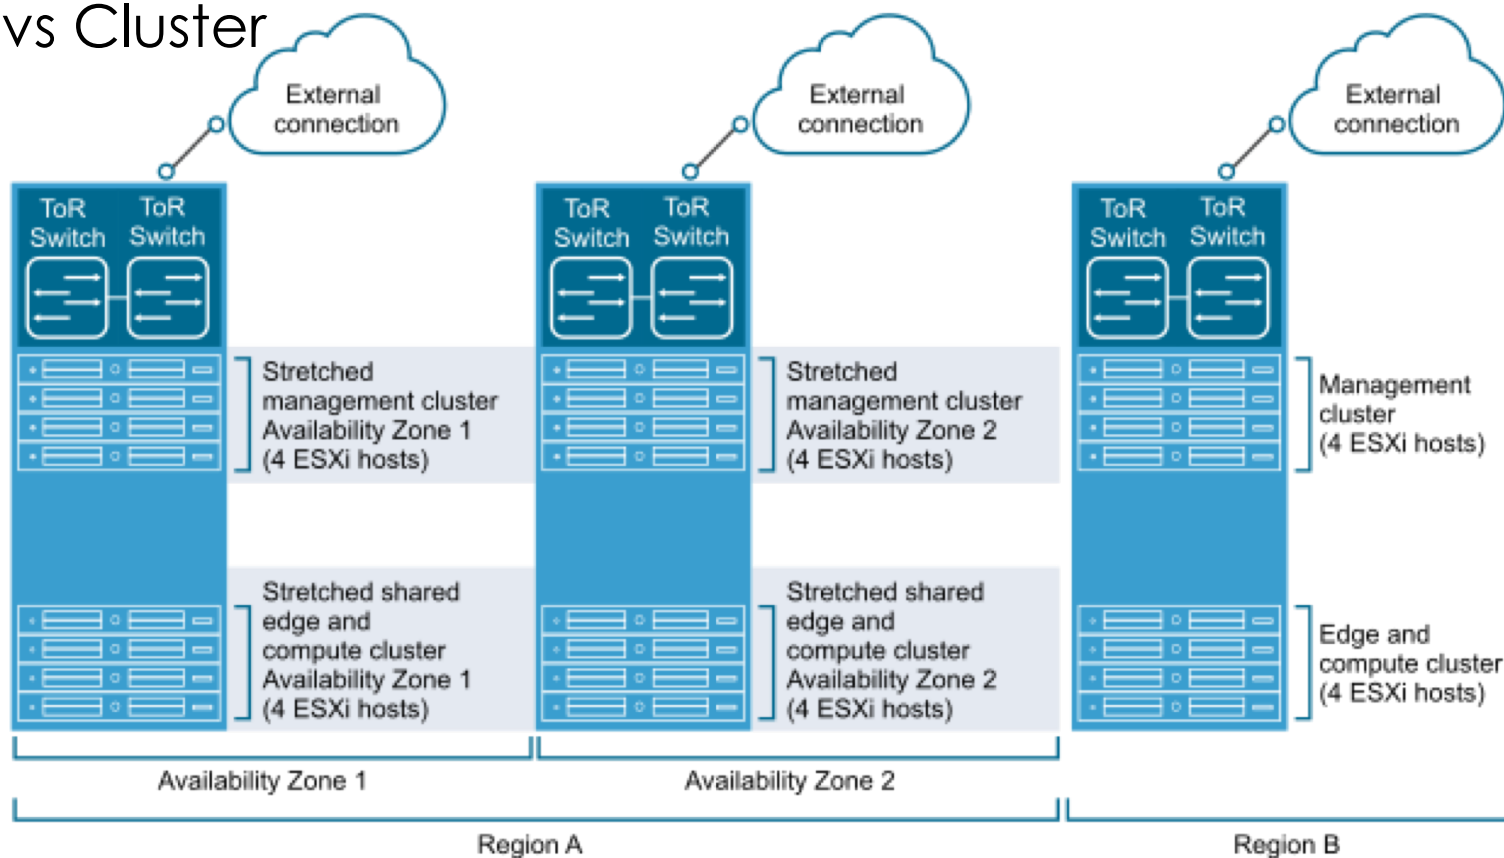 vs Cluster
External
connection
External
connection
External
connection
ToR
Switch
ToR
Switch
ToR
Switch
ToR
Switch
ToR
Switch
ToR
Switch
Stretched
management cluster
Availability Zone 1
(4 ESXi hosts)
Stretched
management cluster
Availability Zone 2
(4 ESXi hosts)
Management
cluster
(4 ESXi hosts)
Stretched shared
edge and
compute cluster
Availability Zone 1
(4 ESXi hosts)
Stretched shared
edge and
compute cluster
Availability Zone 2
(4 ESXi hosts)
Edge and
compute cluster
(4 ESXi hosts)
Availability Zone 1
Availability Zone 2
Region A
Region B